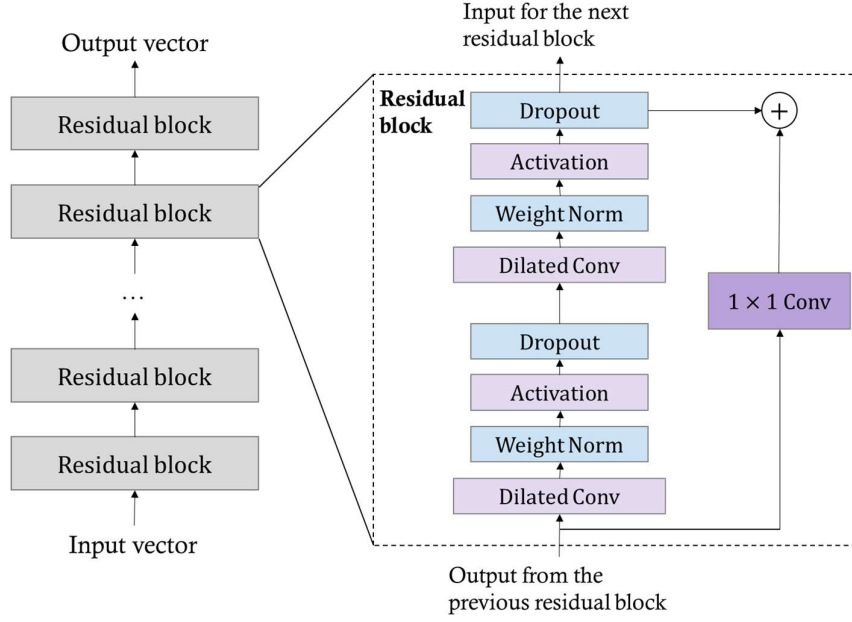 Output vector
Residual block
Residual block
...
Residual block
Residual block
Input vector
Input for the next
residual block
Residual
block
Dropout
+
Activation
Weight Norm
Dilated Conv
1 × 1 Conv
Dropout
Activation
Weight Norm
Dilated Conv
Output from the
previous residual block